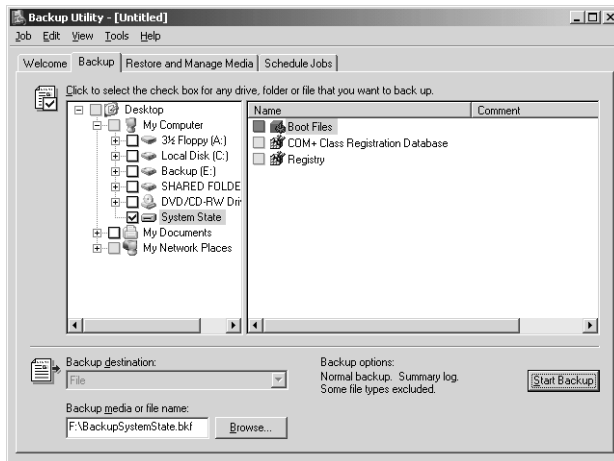 Backup Utility - [Untitled]
Job Edit View Tools Help
Welcome Backup Restore and Manage Media Schedule Jobs
Click to select the check box for any drive, folder or file that you want to back up.
Desktop
My Computer
3½ Floppy (A:)
Local Disk (C:)
Backup (E:)
SHARED FOLDE
DVD/CD-RW Dri
System State
My Documents
My Network Places
Name Comment
Boot Files
COM+ Class Registration Database
Registry
Backup destination:
File
Backup media or file name:
F:\BackupSystemState.bkf
Browse...
Backup options:
Normal backup. Summary log.
Some file types excluded.
Start Backup